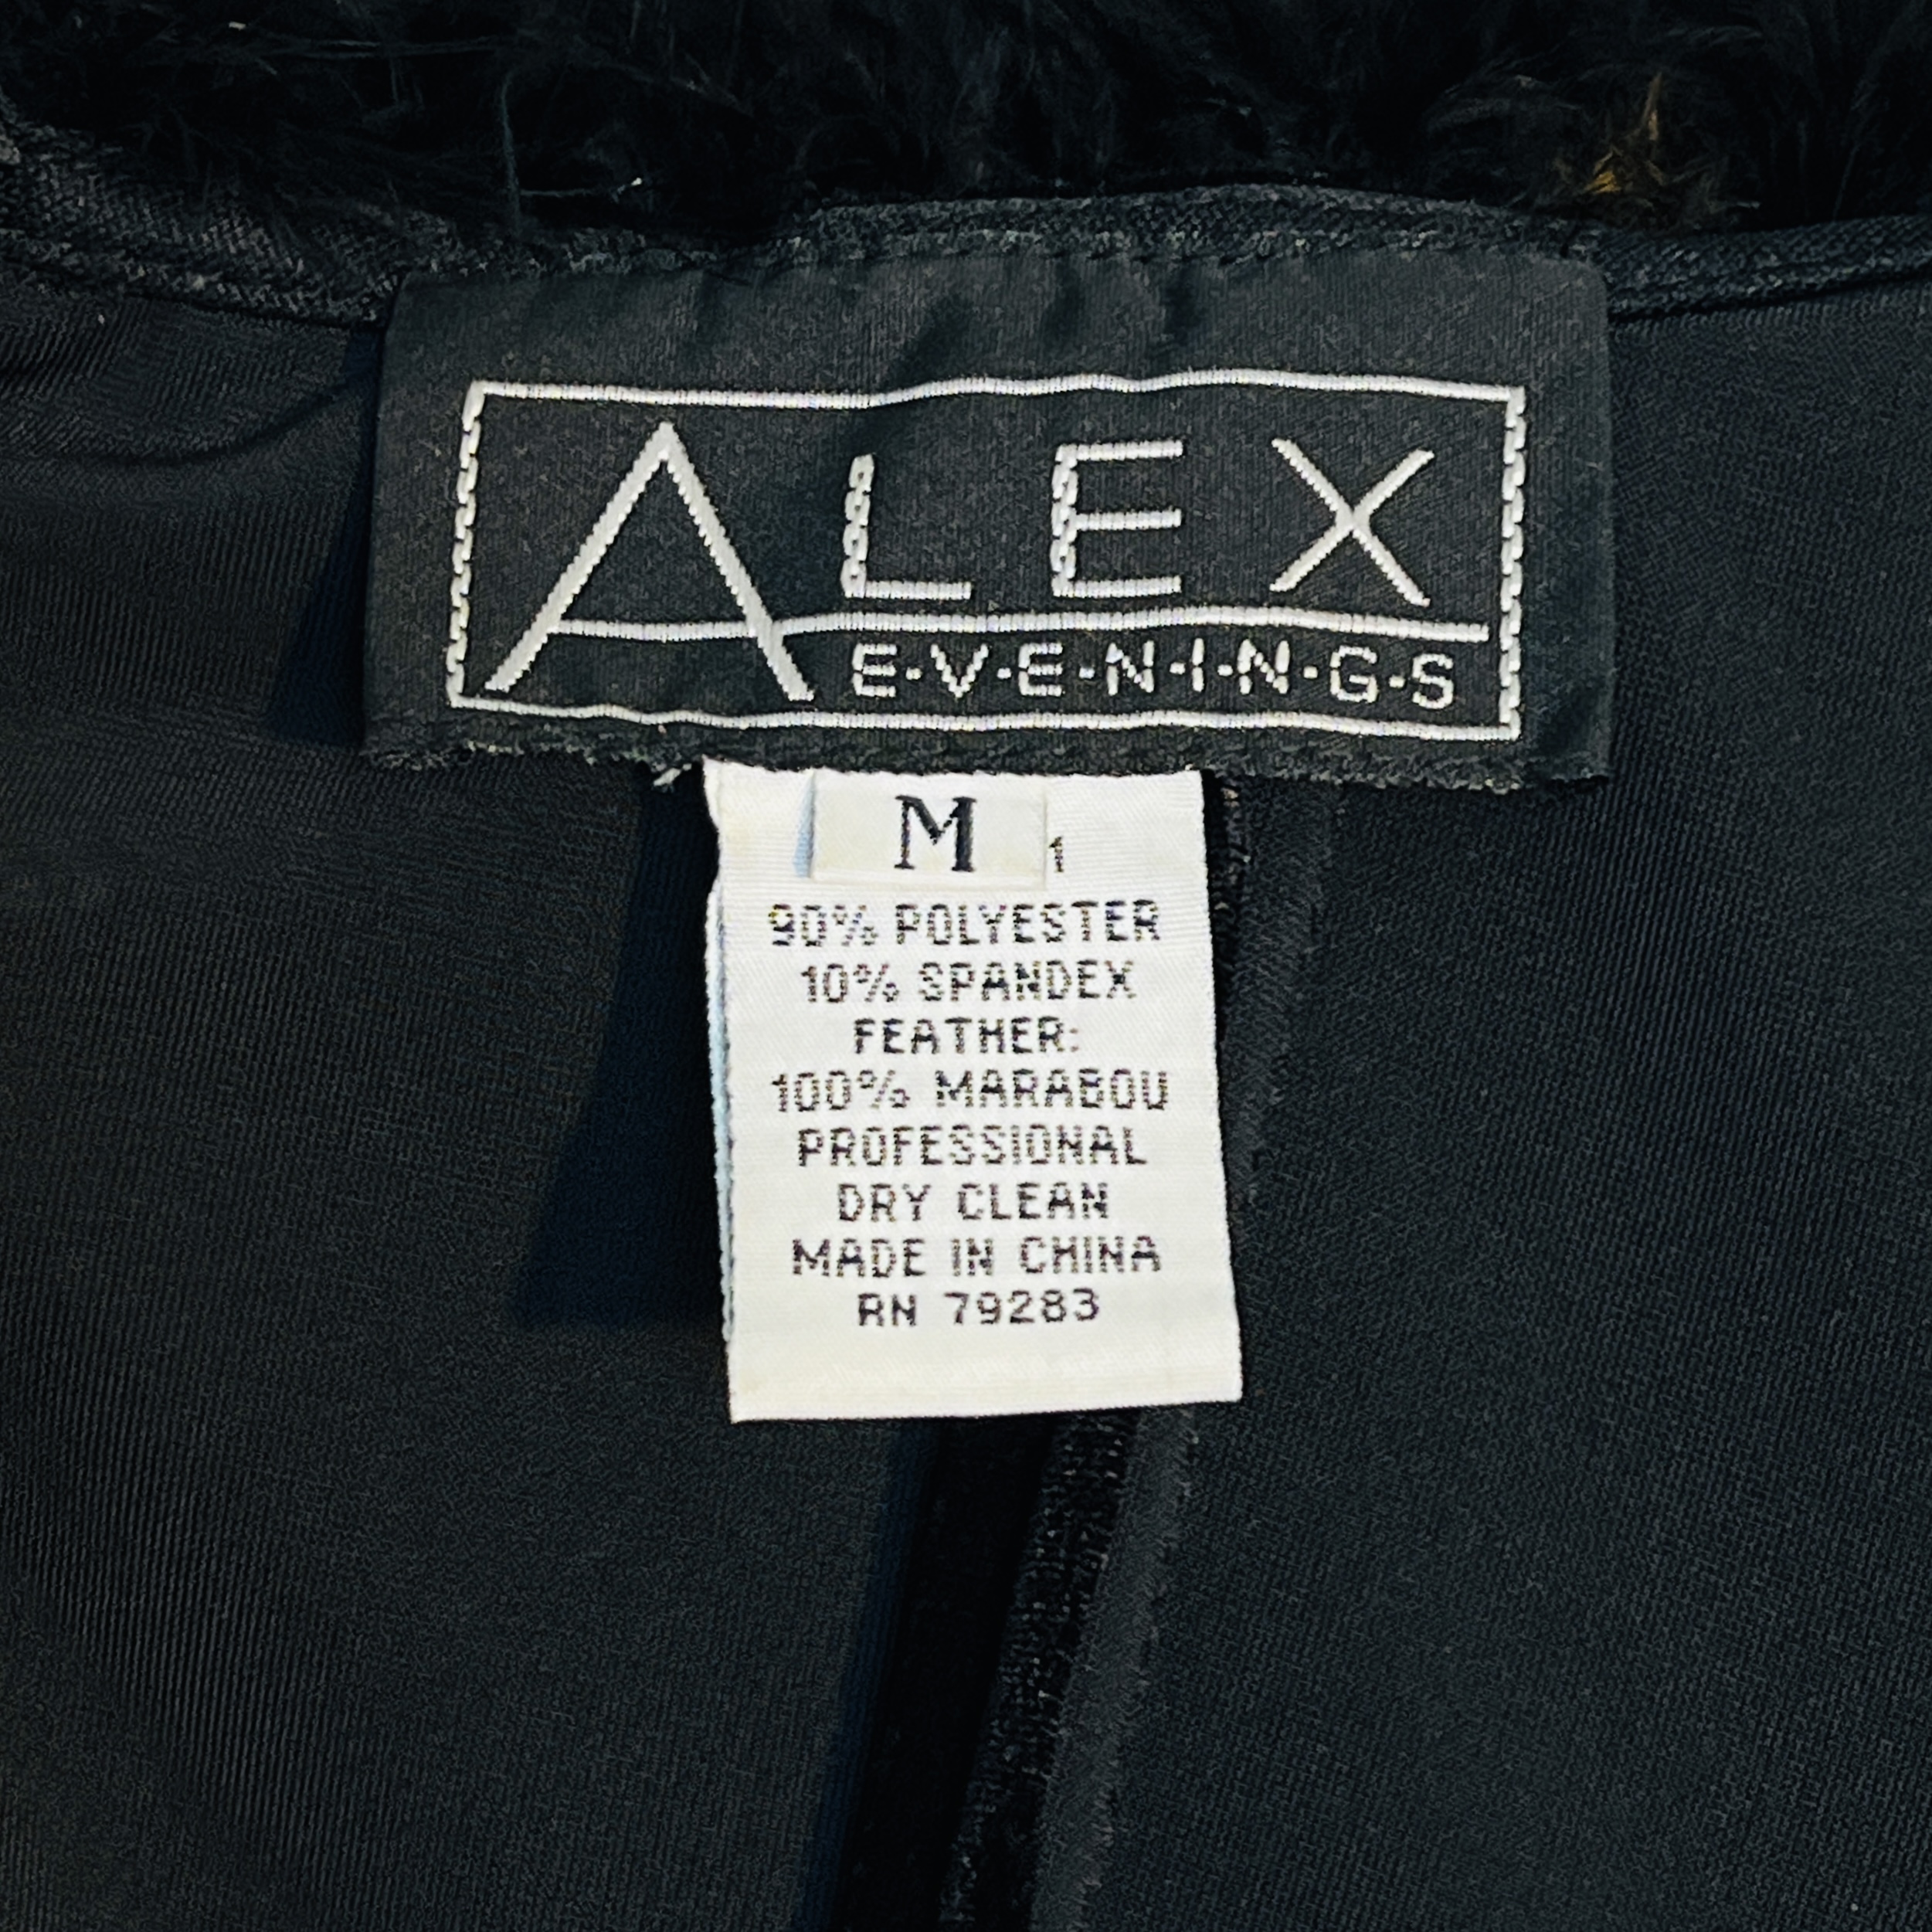 ALEX
E·V·E·N·I·N·G·S
M 1
90% POLYESTER
10% SPANDEX
FEATHER:
100% MARABOU
PROFESSIONAL
DRY CLEAN
MADE IN CHINA
RN 79283